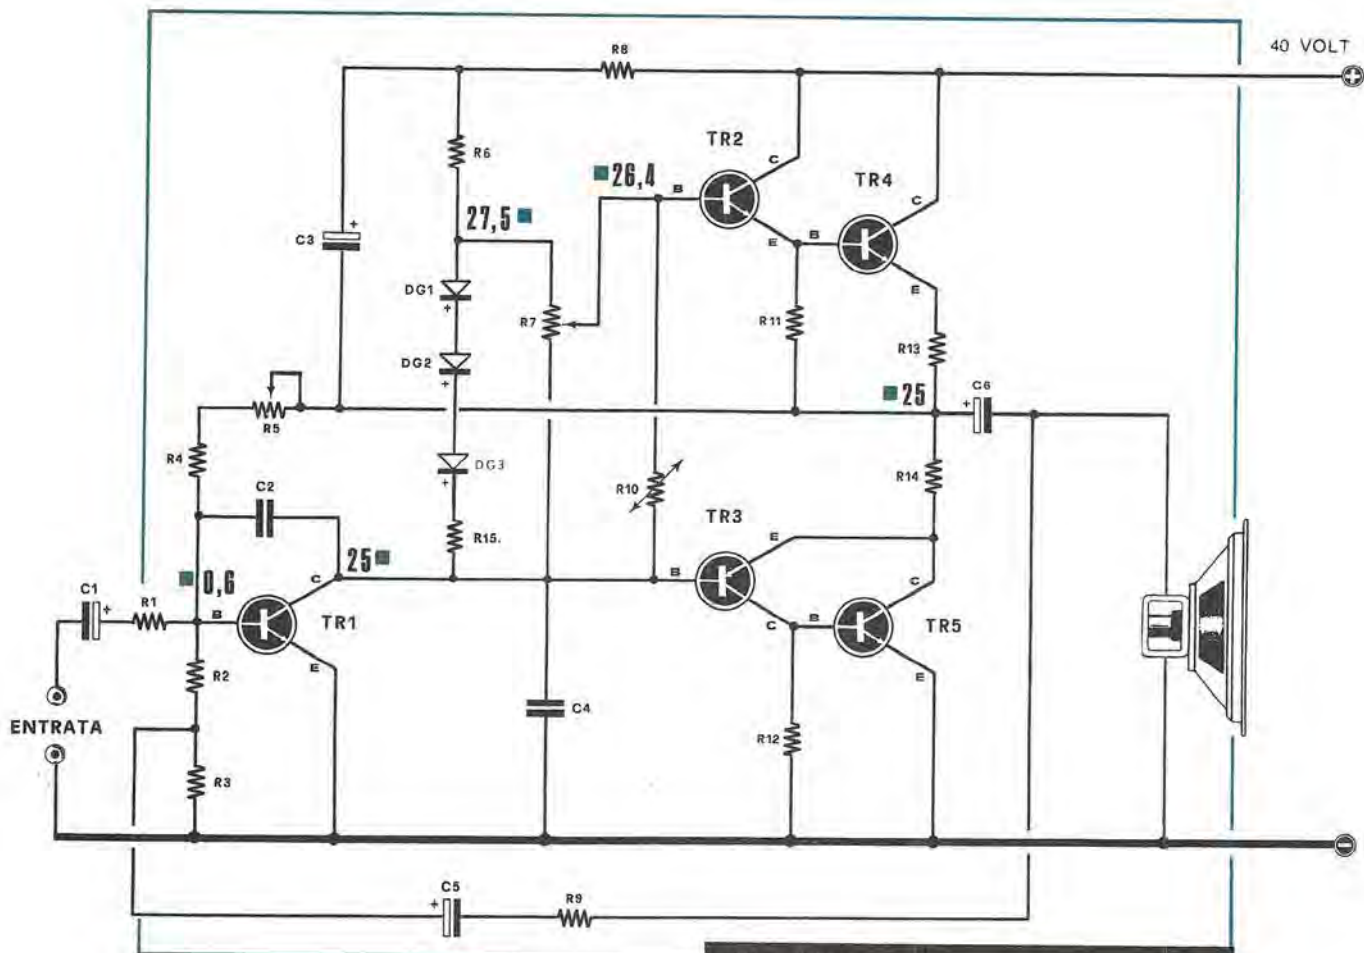 40 VOLT
R8
TR2
C
R6
26,4
B
TR4
C
27,5
C3
E
B
DG1
E
R7
R11
R13
DG2
25
C6
R5
R4
DG3
R10
R14
C2
TR3
E
R15.
25
0,6
C
B
C
C1
R1
B
TR1
C
B
TR5
E
E
R2
ENTRATA
C4
R12
R3
C5
R9